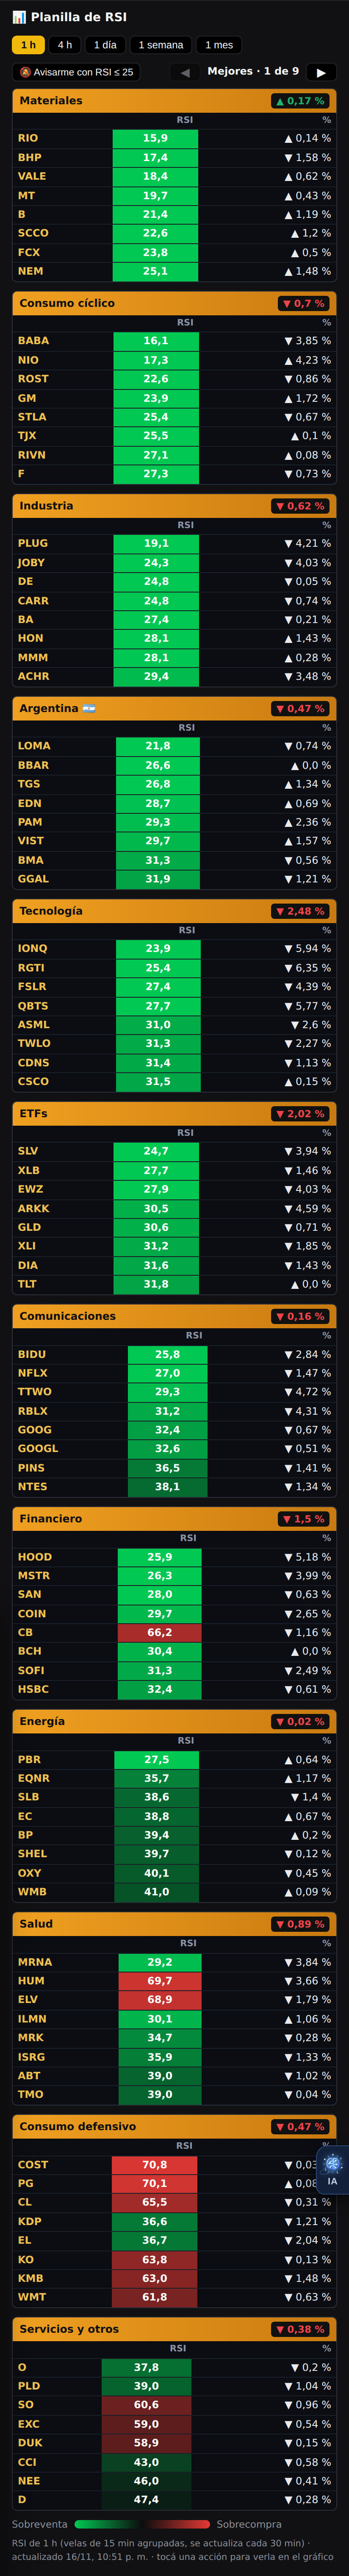 📊 Planilla de RSI
1 h 4 h 1 día 1 semana 1 mes
🔕 Avisarme con RSI ≤ 25 ◀ Mejores · 1 de 9 ▶
Materiales ▲ 0,17 %
RSI %
RIO 15,9 ▲ 0,14 %
BHP 17,4 ▼ 1,58 %
VALE 18,4 ▲ 0,62 %
MT 19,7 ▲ 0,43 %
B 21,4 ▲ 1,19 %
SCCO 22,6 ▲ 1,2 %
FCX 23,8 ▲ 0,5 %
NEM 25,1 ▲ 1,48 %
Consumo cíclico ▼ 0,7 %
RSI %
BABA 16,1 ▼ 3,85 %
NIO 17,3 ▲ 4,23 %
ROST 22,6 ▼ 0,86 %
GM 23,9 ▲ 1,72 %
STLA 25,4 ▼ 0,67 %
TJX 25,5 ▲ 0,1 %
RIVN 27,1 ▲ 0,08 %
F 27,3 ▼ 0,73 %
Industria ▼ 0,62 %
RSI %
PLUG 19,1 ▼ 4,21 %
JOBY 24,3 ▼ 4,03 %
DE 24,8 ▼ 0,05 %
CARR 24,8 ▼ 0,74 %
BA 27,4 ▼ 0,21 %
HON 28,1 ▲ 1,43 %
MMM 28,1 ▲ 0,28 %
ACHR 29,4 ▼ 3,48 %
Argentina 🇦🇷 ▼ 0,47 %
RSI %
LOMA 21,8 ▼ 0,74 %
BBAR 26,6 ▲ 0,0 %
TGS 26,8 ▲ 1,34 %
EDN 28,7 ▲ 0,69 %
PAM 29,3 ▲ 2,36 %
VIST 29,7 ▲ 1,57 %
BMA 31,3 ▼ 0,56 %
GGAL 31,9 ▼ 1,21 %
Tecnología ▼ 2,48 %
RSI %
IONQ 23,9 ▼ 5,94 %
RGTI 25,4 ▼ 6,35 %
FSLR 27,4 ▼ 4,39 %
QBTS 27,7 ▼ 5,77 %
ASML 31,0 ▼ 2,6 %
TWLO 31,3 ▼ 2,27 %
CDNS 31,4 ▼ 1,13 %
CSCO 31,5 ▲ 0,15 %
ETFs ▼ 2,02 %
RSI %
SLV 24,7 ▼ 3,94 %
XLB 27,7 ▼ 1,46 %
EWZ 27,9 ▼ 4,03 %
ARKK 30,5 ▼ 4,59 %
GLD 30,6 ▼ 0,71 %
XLI 31,2 ▼ 1,85 %
DIA 31,6 ▼ 1,43 %
TLT 31,8 ▲ 0,0 %
Comunicaciones ▼ 0,16 %
RSI %
BIDU 25,8 ▼ 2,84 %
NFLX 27,0 ▼ 1,47 %
TTWO 29,3 ▼ 4,72 %
RBLX 31,2 ▼ 4,31 %
GOOG 32,4 ▼ 0,67 %
GOOGL 32,6 ▼ 0,51 %
PINS 36,5 ▼ 1,41 %
NTES 38,1 ▼ 1,34 %
Financiero ▼ 1,5 %
RSI %
HOOD 25,9 ▼ 5,18 %
MSTR 26,3 ▼ 3,99 %
SAN 28,0 ▼ 0,63 %
COIN 29,7 ▼ 2,65 %
CB 66,2 ▼ 1,16 %
BCH 30,4 ▲ 0,0 %
SOFI 31,3 ▼ 2,49 %
HSBC 32,4 ▼ 0,61 %
Energía ▼ 0,02 %
RSI %
PBR 27,5 ▲ 0,64 %
EQNR 35,7 ▲ 1,17 %
SLB 38,6 ▼ 1,4 %
EC 38,8 ▲ 0,67 %
BP 39,4 ▲ 0,2 %
SHEL 39,7 ▼ 0,12 %
OXY 40,1 ▼ 0,45 %
WMB 41,0 ▲ 0,09 %
Salud ▼ 0,89 %
RSI %
MRNA 29,2 ▼ 3,84 %
HUM 69,7 ▼ 3,66 %
ELV 68,9 ▼ 1,79 %
ILMN 30,1 ▲ 1,06 %
MRK 34,7 ▼ 0,28 %
ISRG 35,9 ▼ 1,33 %
ABT 39,0 ▼ 1,02 %
TMO 39,0 ▼ 0,04 %
Consumo defensivo ▼ 0,47 %
RSI
COST 70,8 ▼ 0,03
PG 70,1 ▲ 0,08
IA
CL 65,5 ▼ 0,31 %
KDP 36,6 ▼ 1,21 %
EL 36,7 ▼ 2,04 %
KO 63,8 ▼ 0,13 %
KMB 63,0 ▼ 1,48 %
WMT 61,8 ▼ 0,63 %
Servicios y otros ▼ 0,38 %
RSI %
O 37,8 ▼ 0,2 %
PLD 39,0 ▼ 1,04 %
SO 60,6 ▼ 0,96 %
EXC 59,0 ▼ 0,54 %
DUK 58,9 ▼ 0,15 %
CCI 43,0 ▼ 0,58 %
NEE 46,0 ▼ 0,41 %
D 47,4 ▼ 0,28 %
Sobreventa Sobrecompra
RSI de 1 h (velas de 15 min agrupadas, se actualiza cada 30 min) ·
actualizado 16/11, 10:51 p. m. · tocá una acción para verla en el gráfico